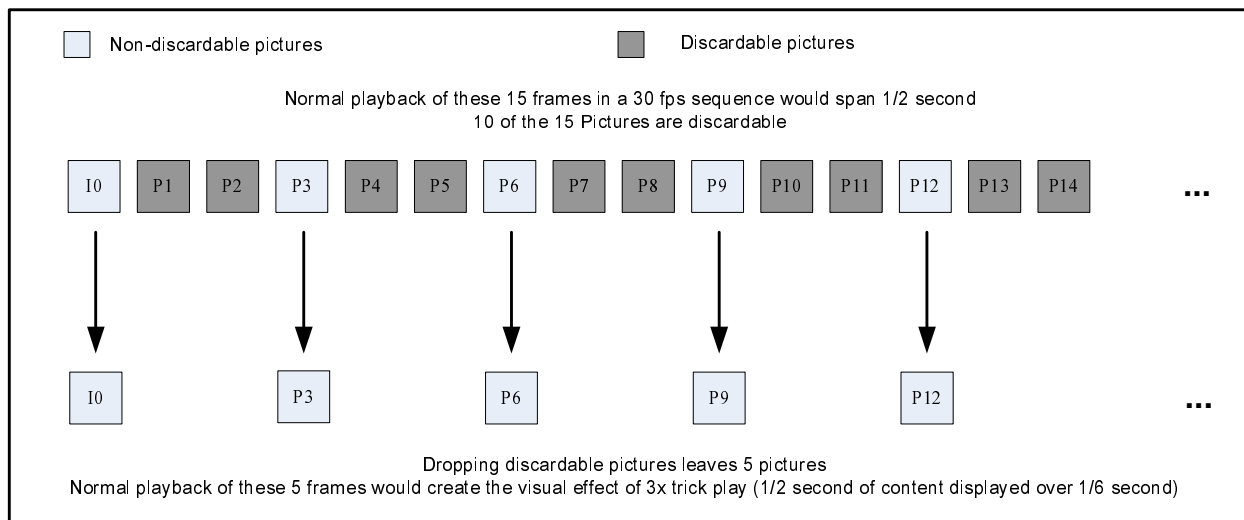 Non-discardable pictures
Discardable pictures
Normal playback of these 15 frames in a 30 fps sequence would span 1/2 second
10 of the 15 Pictures are discardable
I0 P1 P2 P3 P4 P5 P6 P7 P8 P9 P10 P11 P12 P13 P14 ...
I0 P3 P6 P9 P12 ...
Dropping discardable pictures leaves 5 pictures
Normal playback of these 5 frames would create the visual effect of 3x trick play (1/2 second of content displayed over 1/6 second)